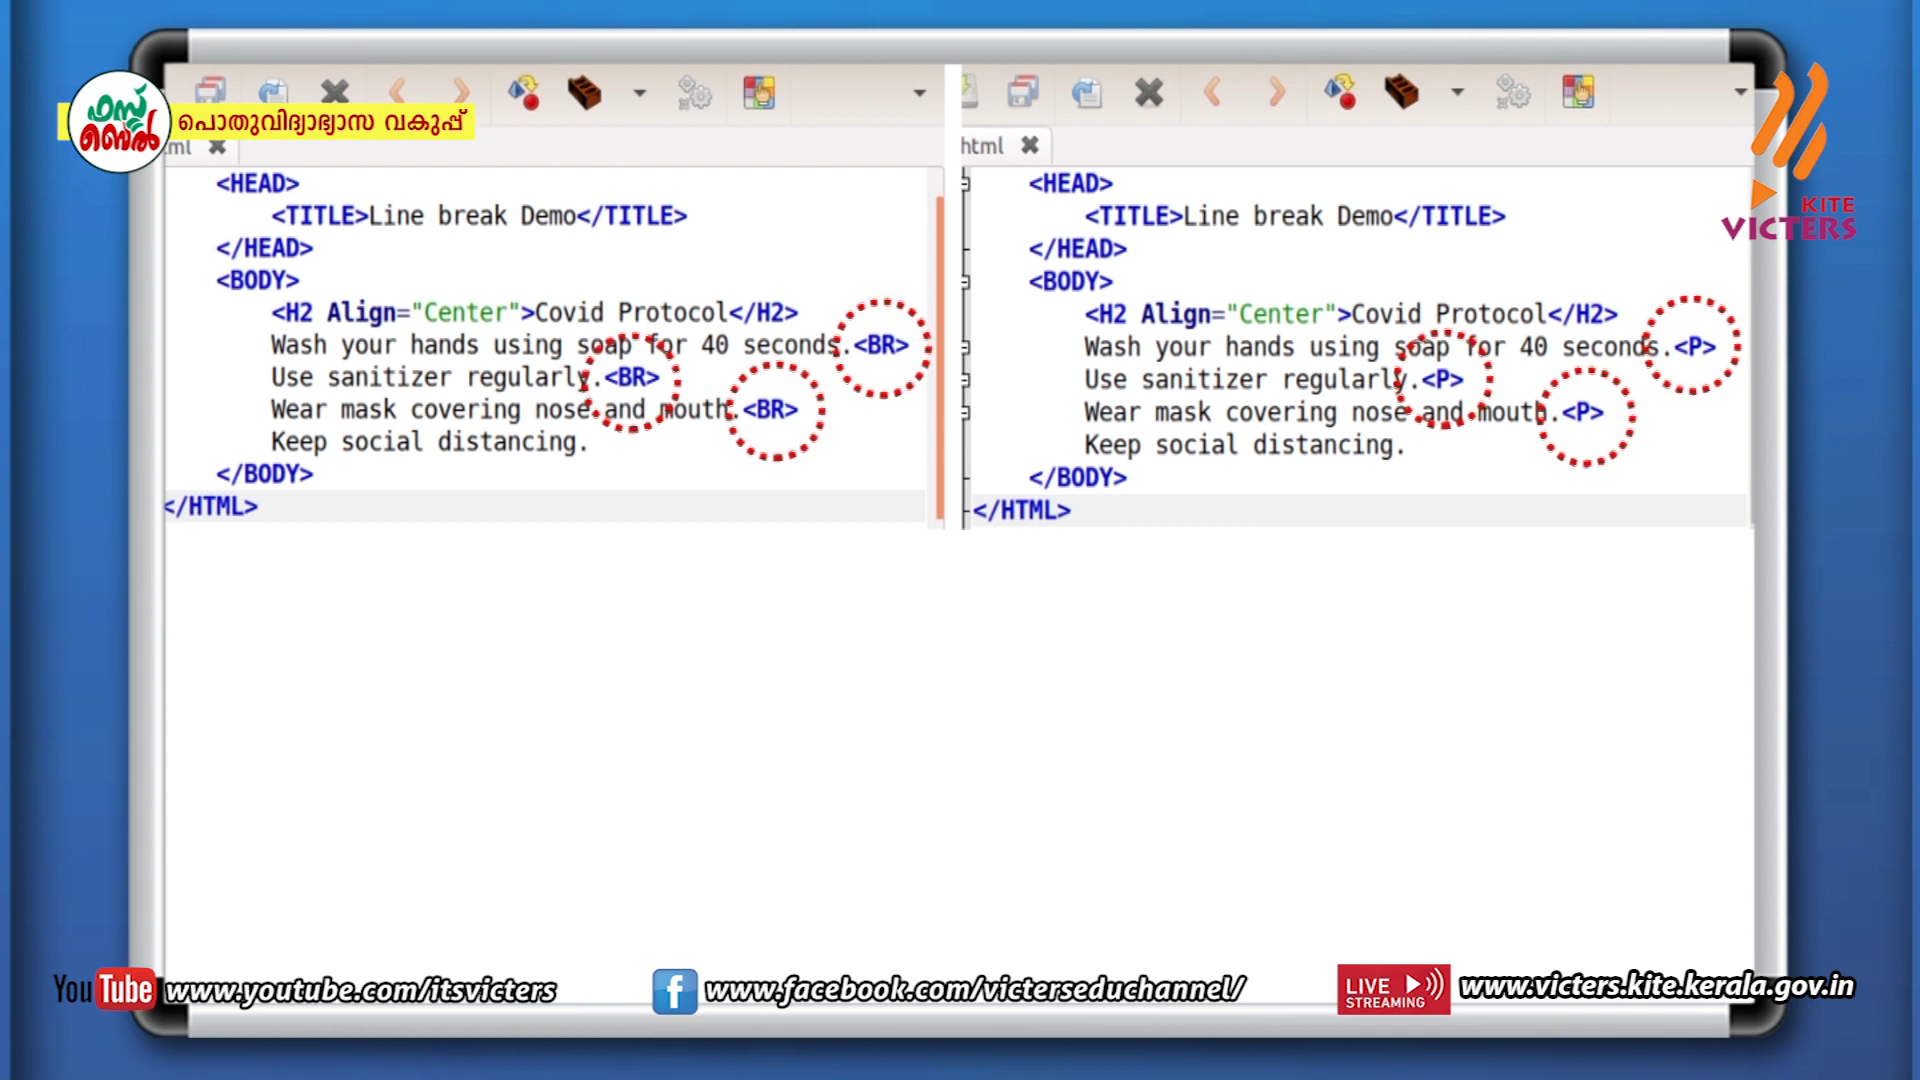 ഫസ്റ്റ്
ബെൽ
പൊതുവിദ്യാഭ്യാസ വകുപ്പ്
KITE
VICTERS
ml
<HEAD>
<TITLE>Line break Demo</TITLE>
</HEAD>
<BODY>
<H2 Align="Center">Covid Protocol</H2>
Wash your hands using soap for 40 seconds.<BR>
Use sanitizer regularly.<BR>
Wear mask covering nose and mouth.<BR>
Keep social distancing.
</BODY>
</HTML>
html
<HEAD>
<TITLE>Line break Demo</TITLE>
</HEAD>
<BODY>
<H2 Align="Center">Covid Protocol</H2>
Wash your hands using soap for 40 seconds.<P>
Use sanitizer regularly.<P>
Wear mask covering nose and mouth.<P>
Keep social distancing.
</BODY>
</HTML>
YouTube www.youtube.com/itsvicters
f www.facebook.com/victerseduchannel/
LIVE STREAMING www.victers.kite.kerala.gov.in